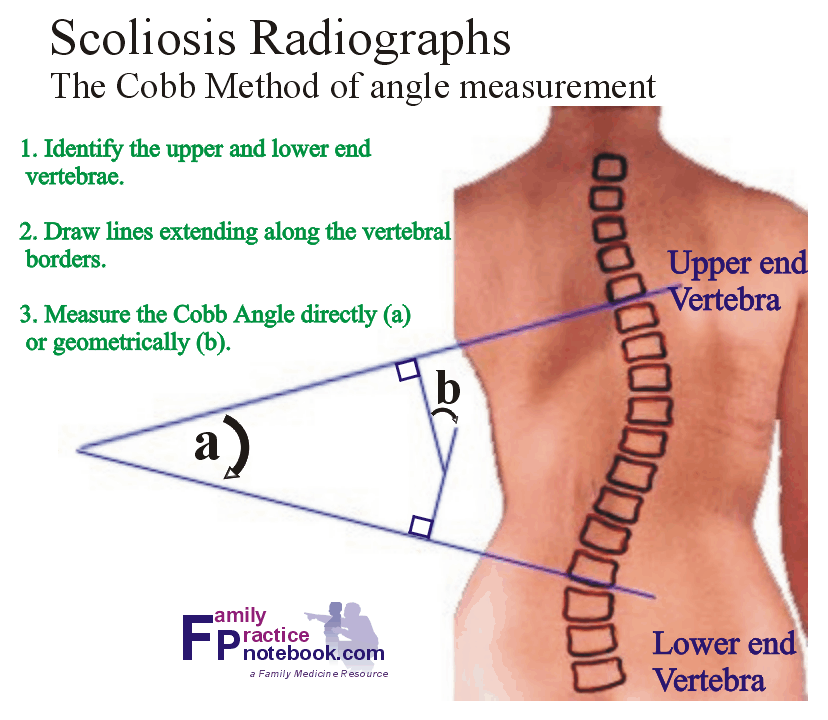 Scoliosis Radiographs
The Cobb Method of angle measurement
1. Identify the upper and lower end
vertebrae.
2. Draw lines extending along the vertebral
borders.
3. Measure the Cobb Angle directly (a)
or geometrically (b).
Upper end
Vertebra
b
a
Lower end
Vertebra
Family
Practice
notebook.com
a Family Medicine Resource